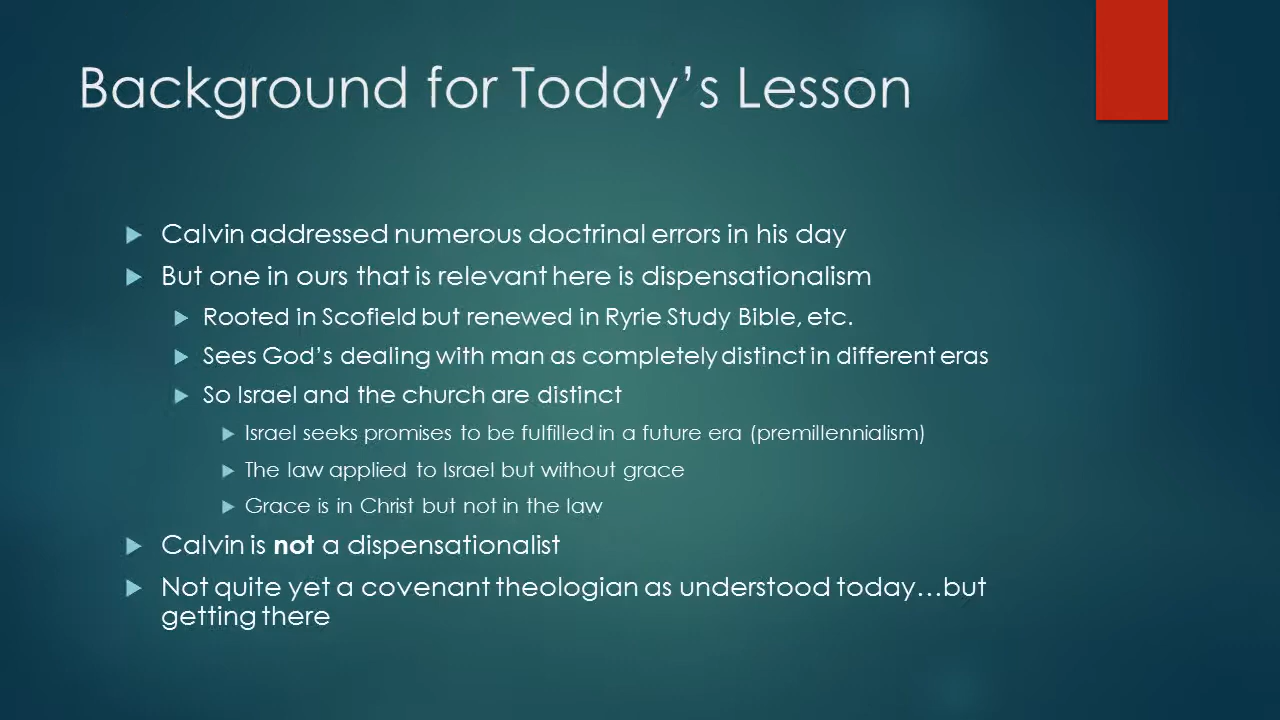 Background for Today’s Lesson
Calvin addressed numerous doctrinal errors in his day
But one in ours that is relevant here is dispensationalism
Rooted in Scofield but renewed in Ryrie Study Bible, etc.
Sees God’s dealing with man as completely distinct in different eras
So Israel and the church are distinct
Israel seeks promises to be fulfilled in a future era (premillennialism)
The law applied to Israel but without grace
Grace is in Christ but not in the law
Calvin is not a dispensationalist
Not quite yet a covenant theologian as understood today…but
getting there